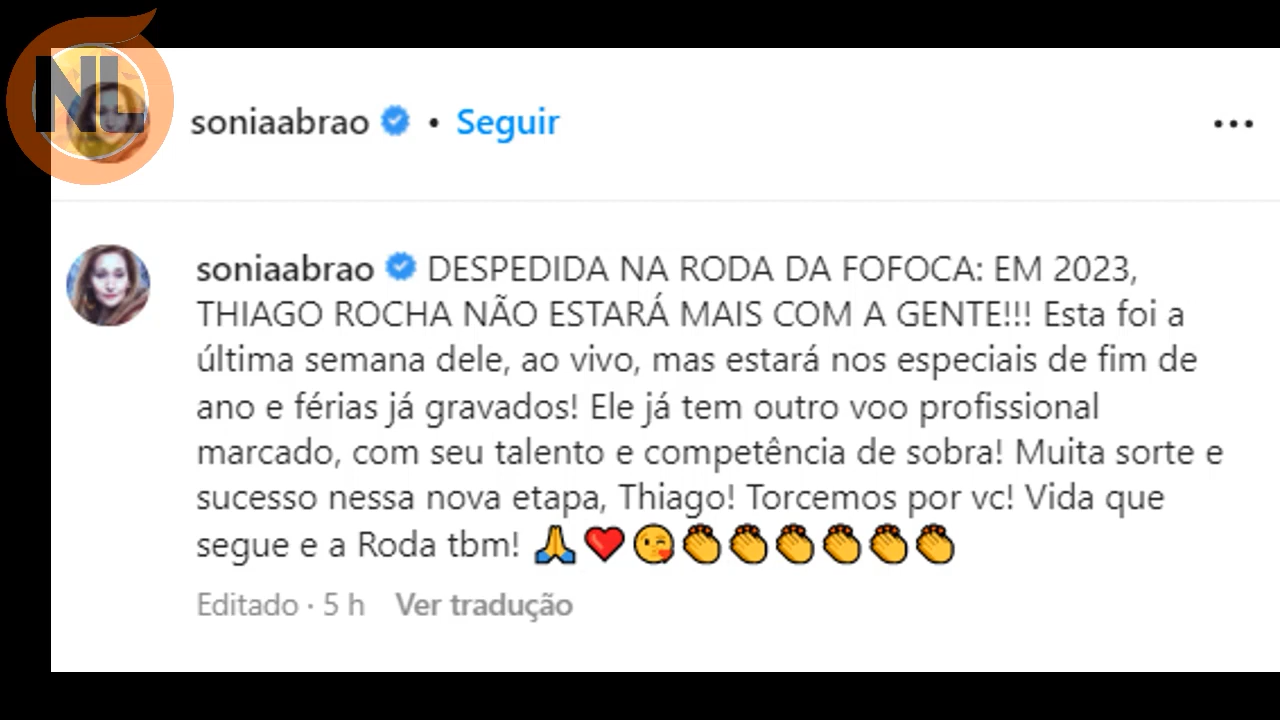 NL
soniaabrao • Seguir
soniaabrao DESPEDIDA NA RODA DA FOFOCA: EM 2023,
THIAGO ROCHA NÃO ESTARÁ MAIS COM A GENTE!!! Esta foi a
última semana dele, ao vivo, mas estará nos especiais de fim de
ano e férias já gravados! Ele já tem outro voo profissional
marcado, com seu talento e competência de sobra! Muita sorte e
sucesso nessa nova etapa, Thiago! Torcemos por vc! Vida que
segue e a Roda tbm! 🙏❤️😘👏👏👏👏👏👏
Editado · 5 h Ver tradução